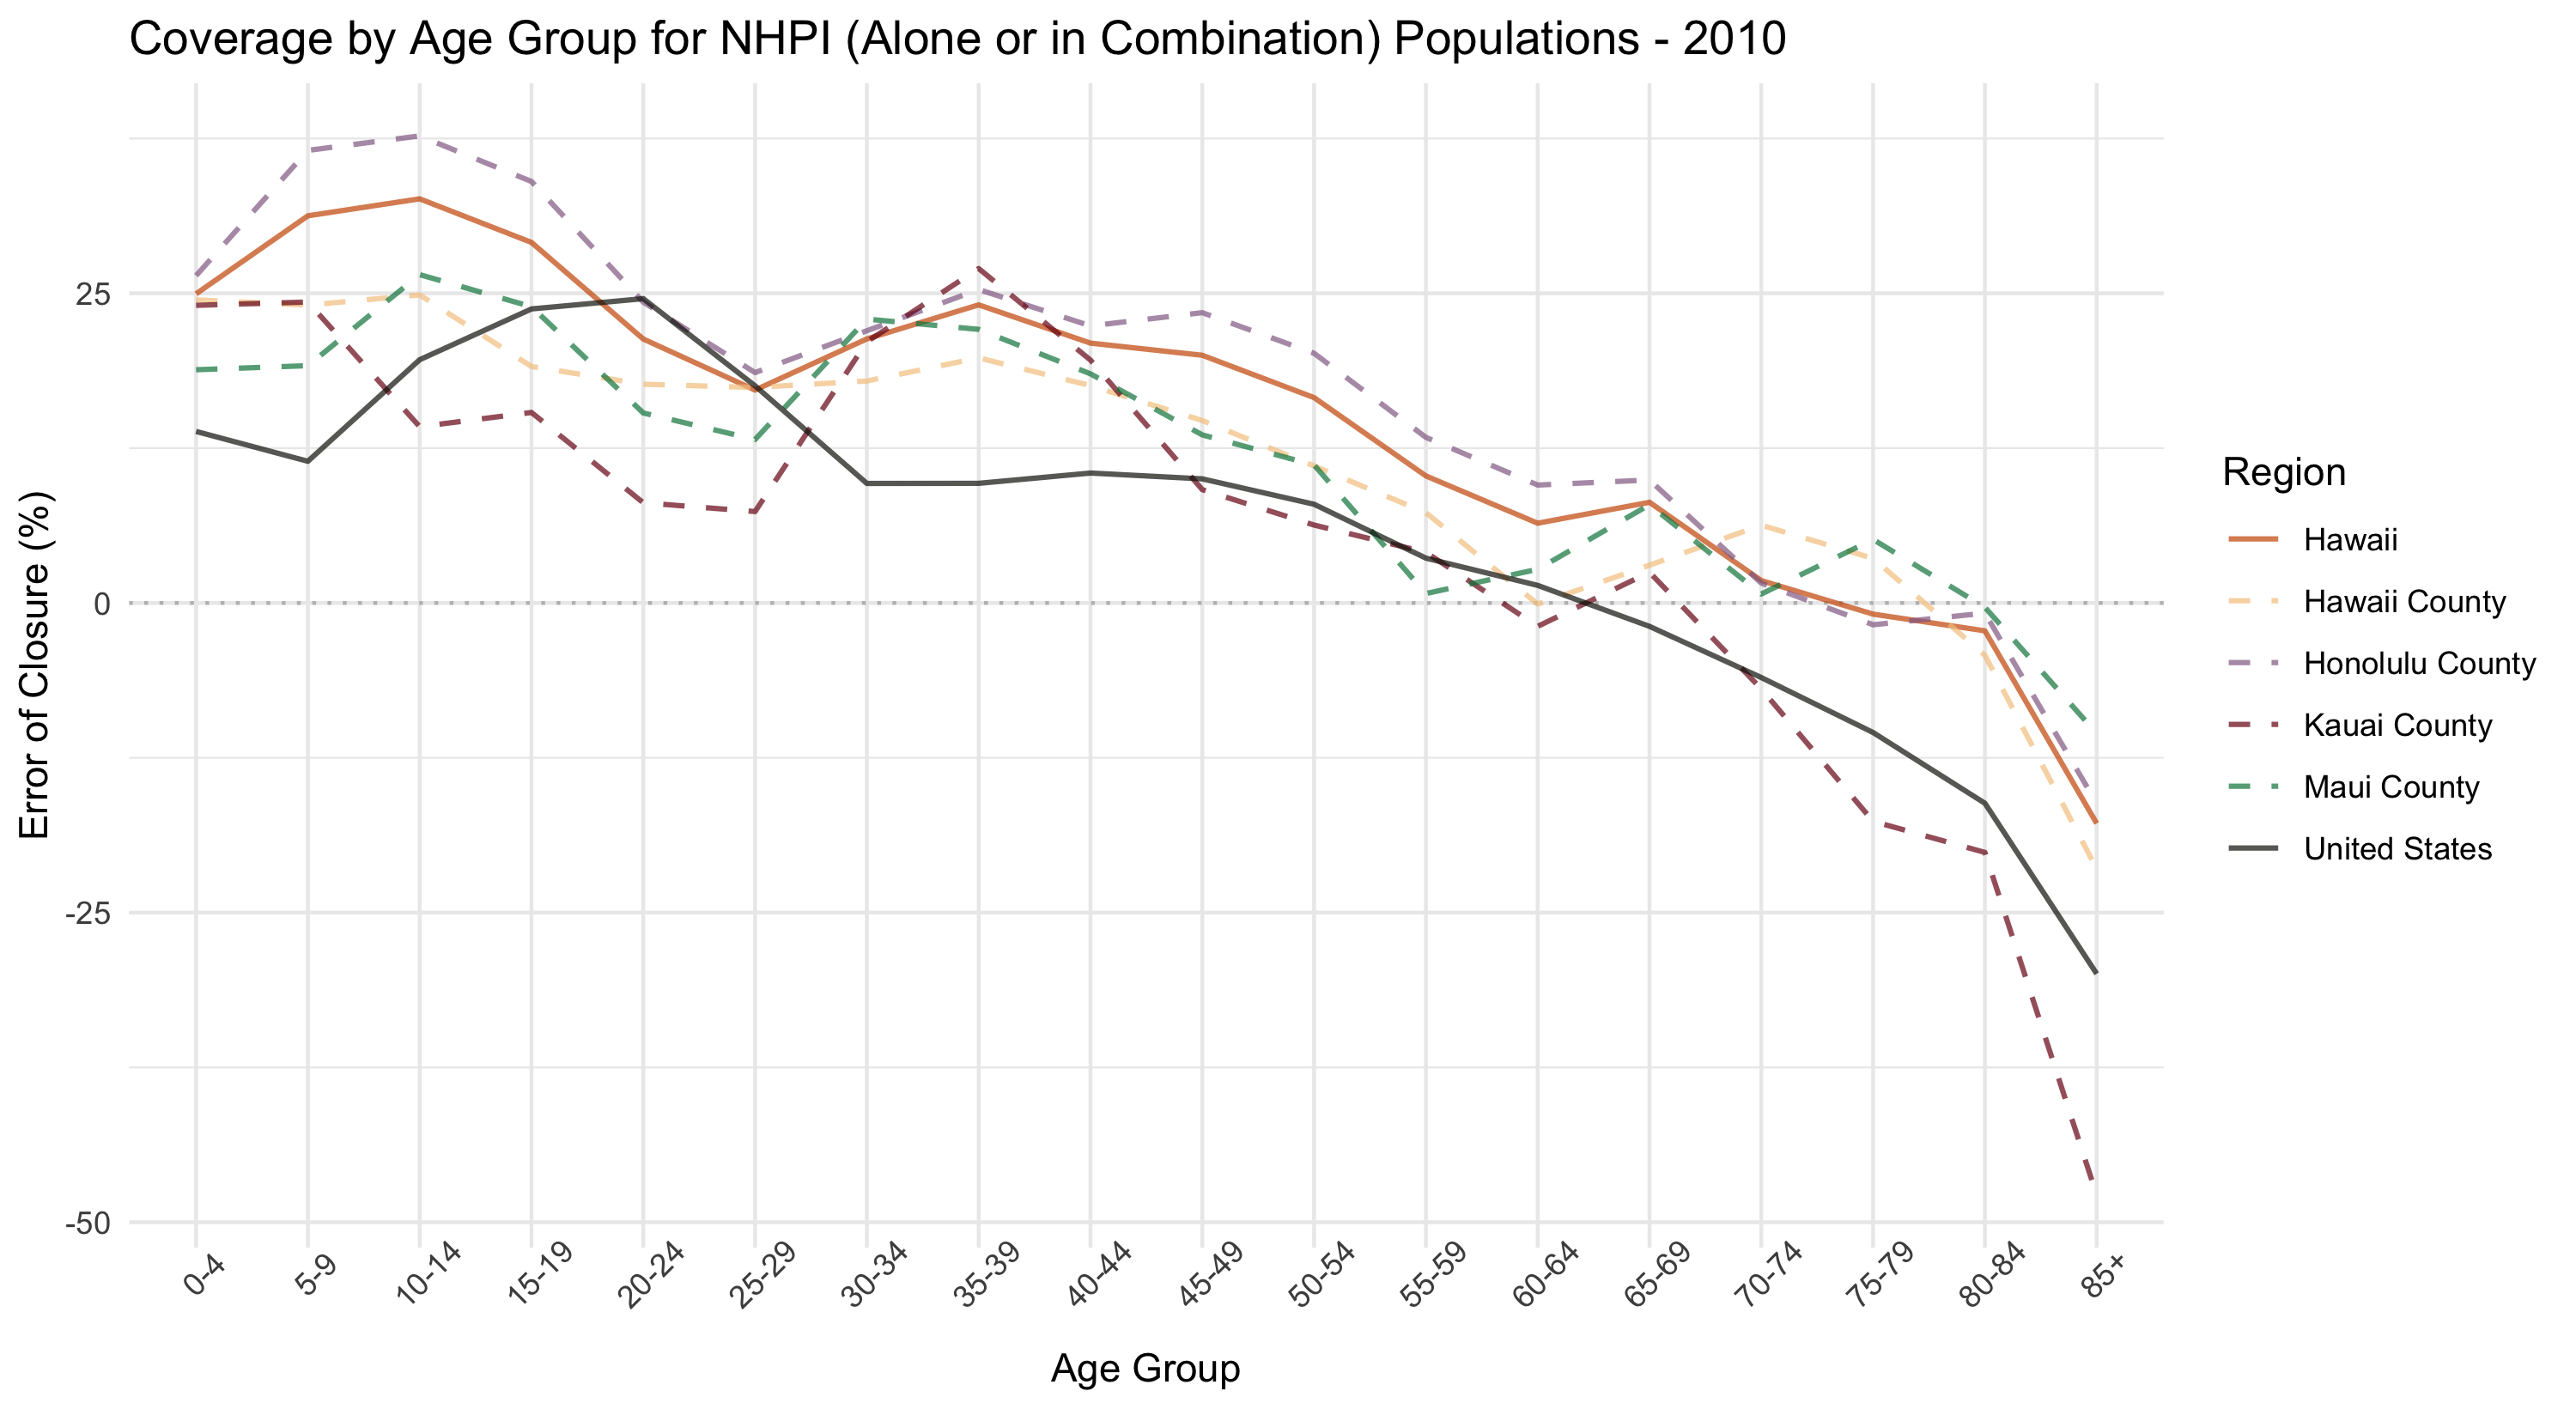 Coverage by Age Group for NHPI (Alone or in Combination) Populations - 2010
Error of Closure (%)
25
0
-25
-50
0-4
5-9
10-14
15-19
20-24
25-29
30-34
35-39
40-44
45-49
50-54
55-59
60-64
65-69
70-74
75-79
80-84
85+
Age Group
Region
Hawaii
Hawaii County
Honolulu County
Kauai County
Maui County
United States